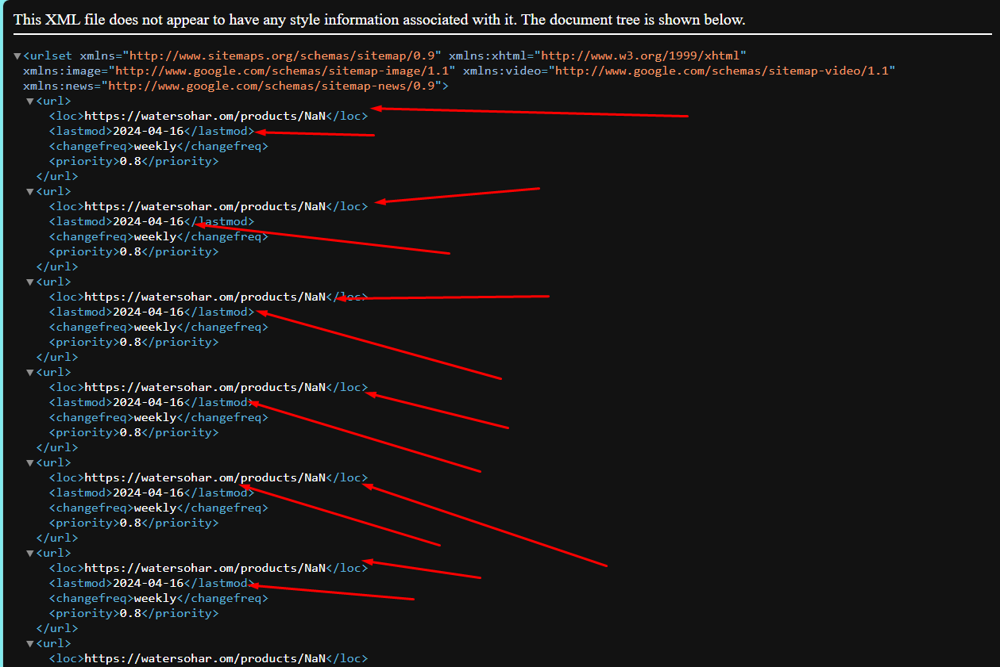 This XML file does not appear to have any style information associated with it. The document tree is shown below.
▼<urlset xmlns="http://www.sitemaps.org/schemas/sitemap/0.9" xmlns:xhtml="http://www.w3.org/1999/xhtml"
xmlns:image="http://www.google.com/schemas/sitemap-image/1.1" xmlns:video="http://www.google.com/schemas/sitemap-video/1.1"
xmlns:news="http://www.google.com/schemas/sitemap-news/0.9">
▼<url>
<loc>https://watersohar.om/products/NaN</loc>
<lastmod>2024-04-16</lastmod>
<changefreq>weekly</changefreq>
<priority>0.8</priority>
</url>
▼<url>
<loc>https://watersohar.om/products/NaN</loc>
<lastmod>2024-04-16</lastmod>
<changefreq>weekly</changefreq>
<priority>0.8</priority>
</url>
▼<url>
<loc>https://watersohar.om/products/NaN</loc>
<lastmod>2024-04-16</lastmod>
<changefreq>weekly</changefreq>
<priority>0.8</priority>
</url>
▼<url>
<loc>https://watersohar.om/products/NaN</loc>
<lastmod>2024-04-16</lastmod>
<changefreq>weekly</changefreq>
<priority>0.8</priority>
</url>
▼<url>
<loc>https://watersohar.om/products/NaN</loc>
<lastmod>2024-04-16</lastmod>
<changefreq>weekly</changefreq>
<priority>0.8</priority>
</url>
▼<url>
<loc>https://watersohar.om/products/NaN</loc>
<lastmod>2024-04-16</lastmod>
<changefreq>weekly</changefreq>
<priority>0.8</priority>
</url>
▼<url>
<loc>https://watersohar.om/products/NaN</loc>